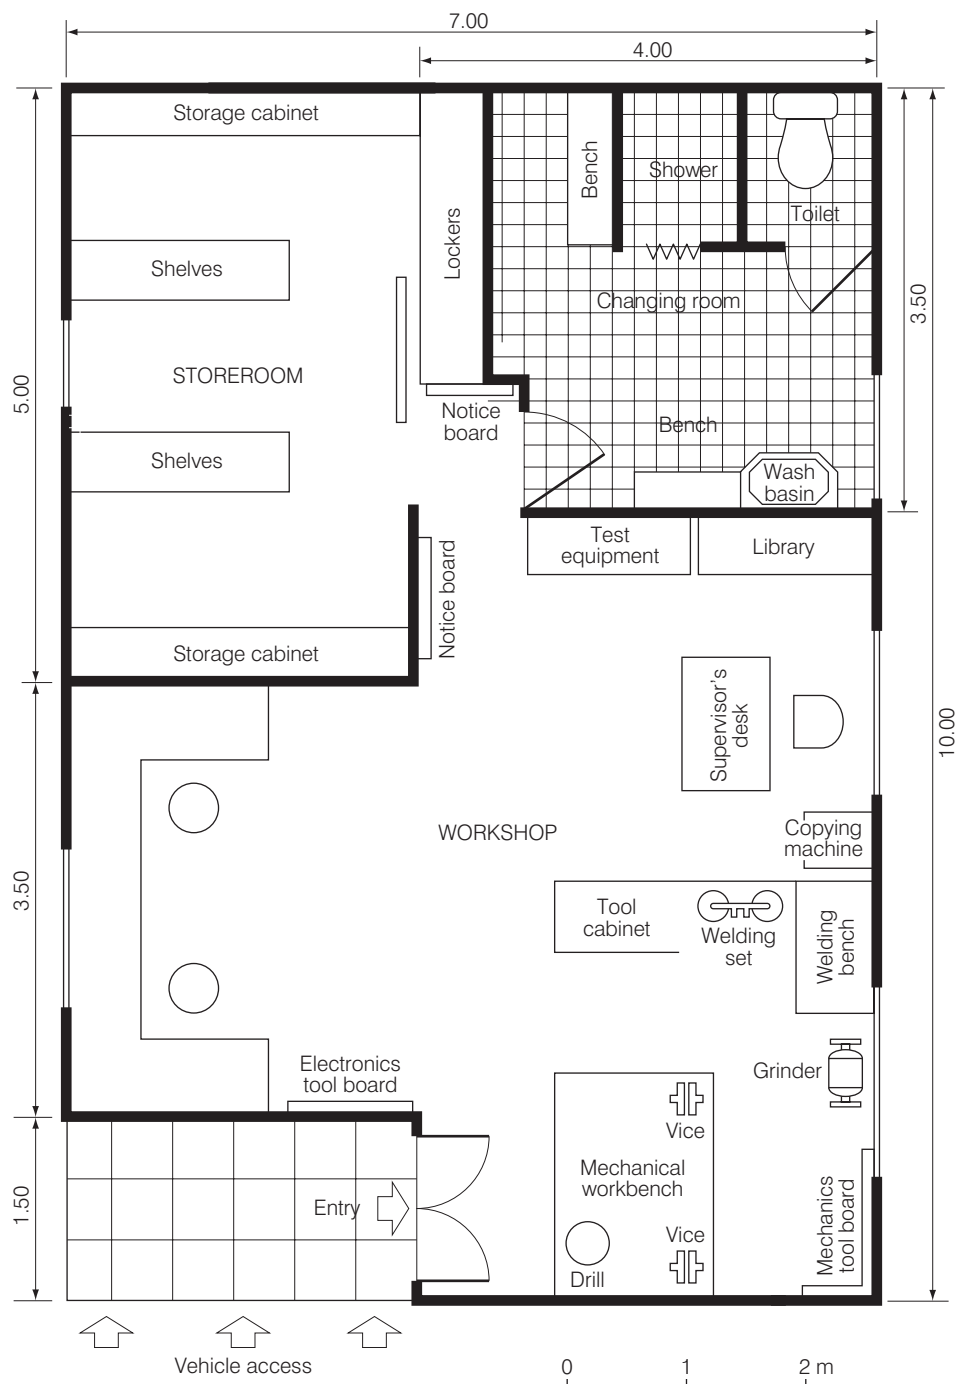 7.00
4.00
Storage cabinet
Bench
Shower
Toilet
Lockers
Shelves
Changing room
3.50
STOREROOM
5.00
Notice
board
Bench
Shelves
Wash
basin
Test
equipment
Library
Notice board
Storage cabinet
Supervisor's
desk
10.00
WORKSHOP
Copying
machine
3.50
Tool
cabinet
Welding
set
Welding
bench
Electronics
tool board
Grinder
Vice
Mechanical
workbench
Mechanics
tool board
1.50
Entry
Vice
Drill
Vehicle access
0 1 2 m